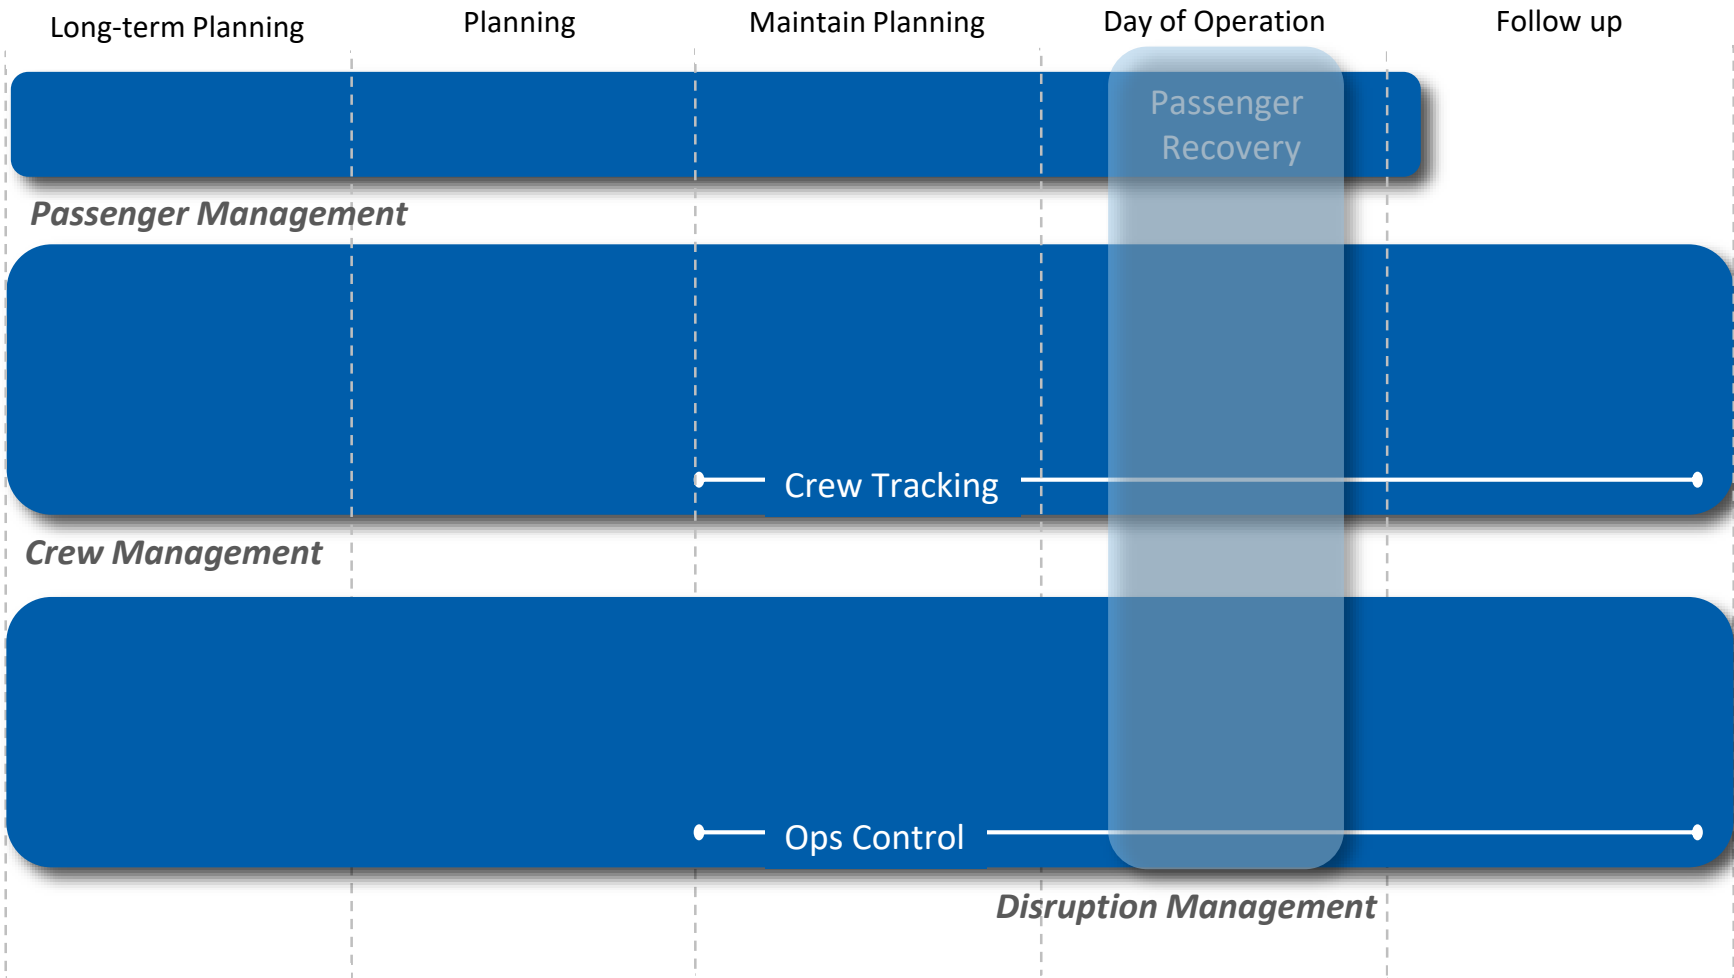 Long-term Planning
Planning
Maintain Planning
Day of Operation
Follow up
Passenger
Recovery
Passenger Management
Crew Tracking
Crew Management
Ops Control
Disruption Management